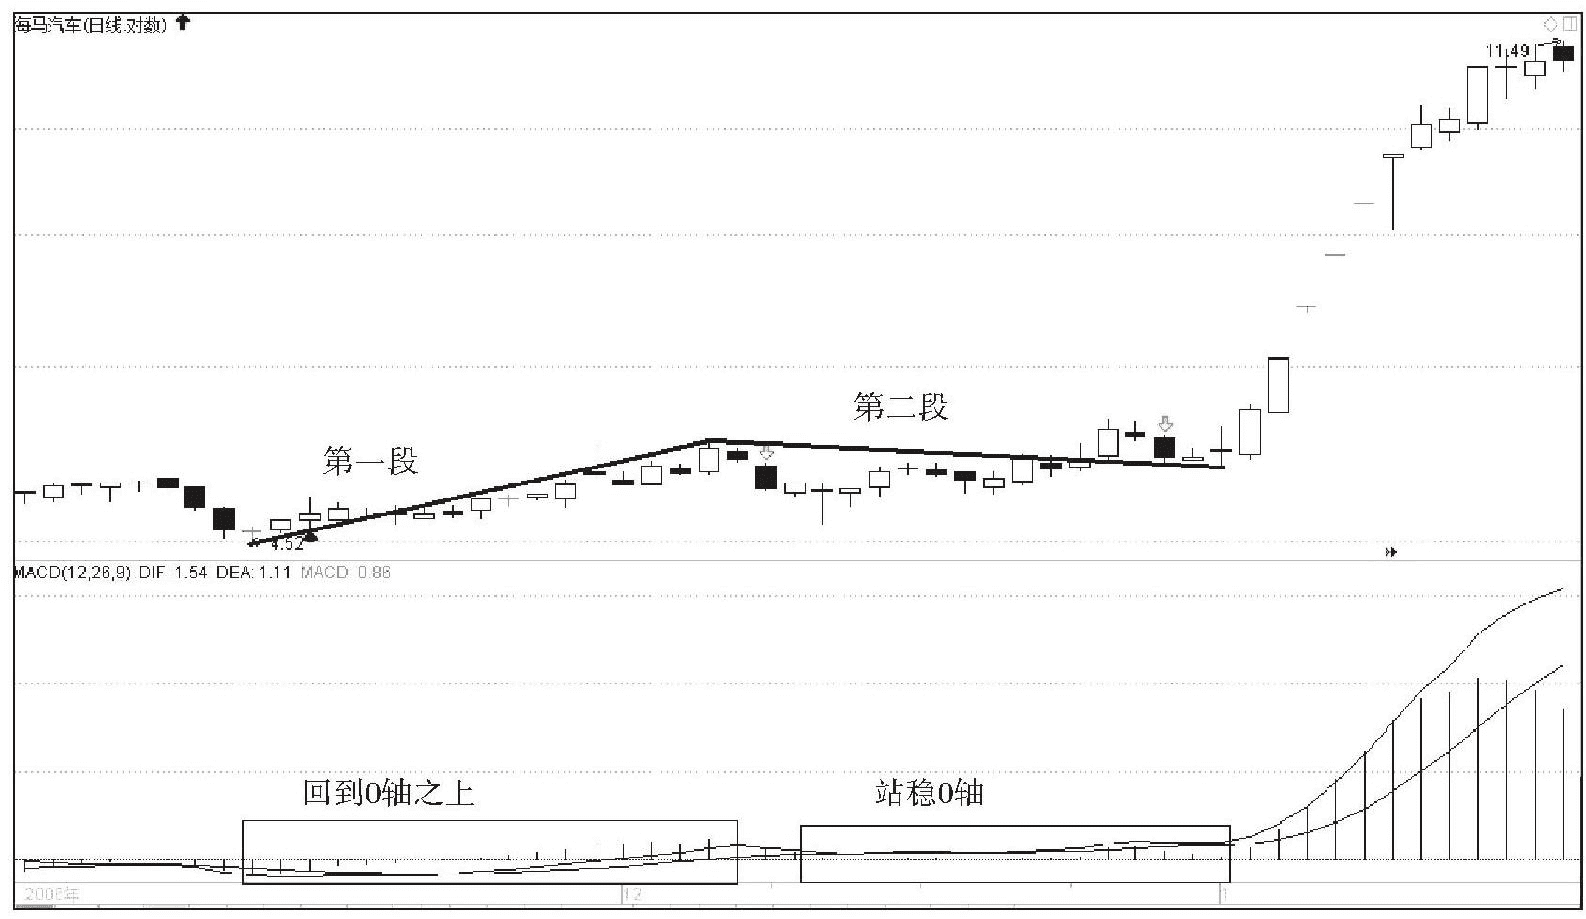 海马汽车(日线.对数)
11.49
第二段
第一段
4.52
MACD(12,26,9) DIF 1.54 DEA:1.11 MACD 0.86
回到0轴之上
站稳0轴
2006年
12
1